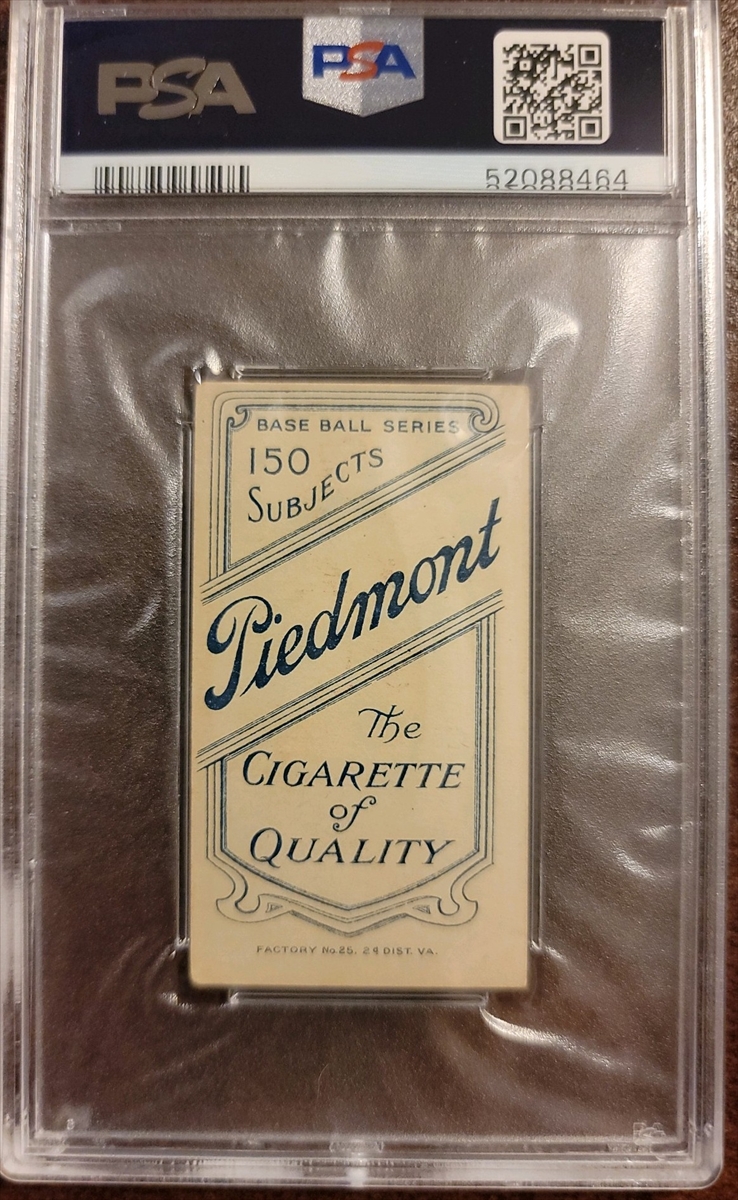 PSA
PSA
52088464
BASE BALL SERIES
150
SUBJECTS
Piedmont
The
CIGARETTE
of
QUALITY
FACTORY No. 25. 2d DIST. VA.